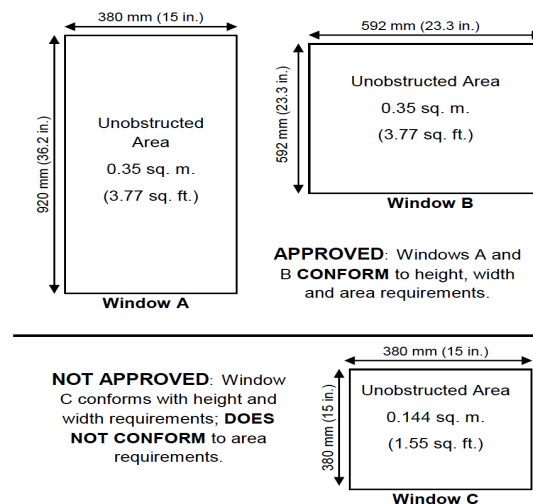 380 mm (15 in.)
920 mm (36.2 in.)
Unobstructed
Area
0.35 sq. m.
(3.77 sq. ft.)
Window A
592 mm (23.3 in.)
592 mm (23.3 in.)
Unobstructed Area
0.35 sq. m.
(3.77 sq. ft.)
Window B
APPROVED: Windows A and
B CONFORM to height, width
and area requirements.
NOT APPROVED: Window
C conforms with height and
width requirements; DOES
NOT CONFORM to area
requirements.
380 mm (15 in.)
380 mm (15 in.)
Unobstructed Area
0.144 sq. m.
(1.55 sq. ft.)
Window C